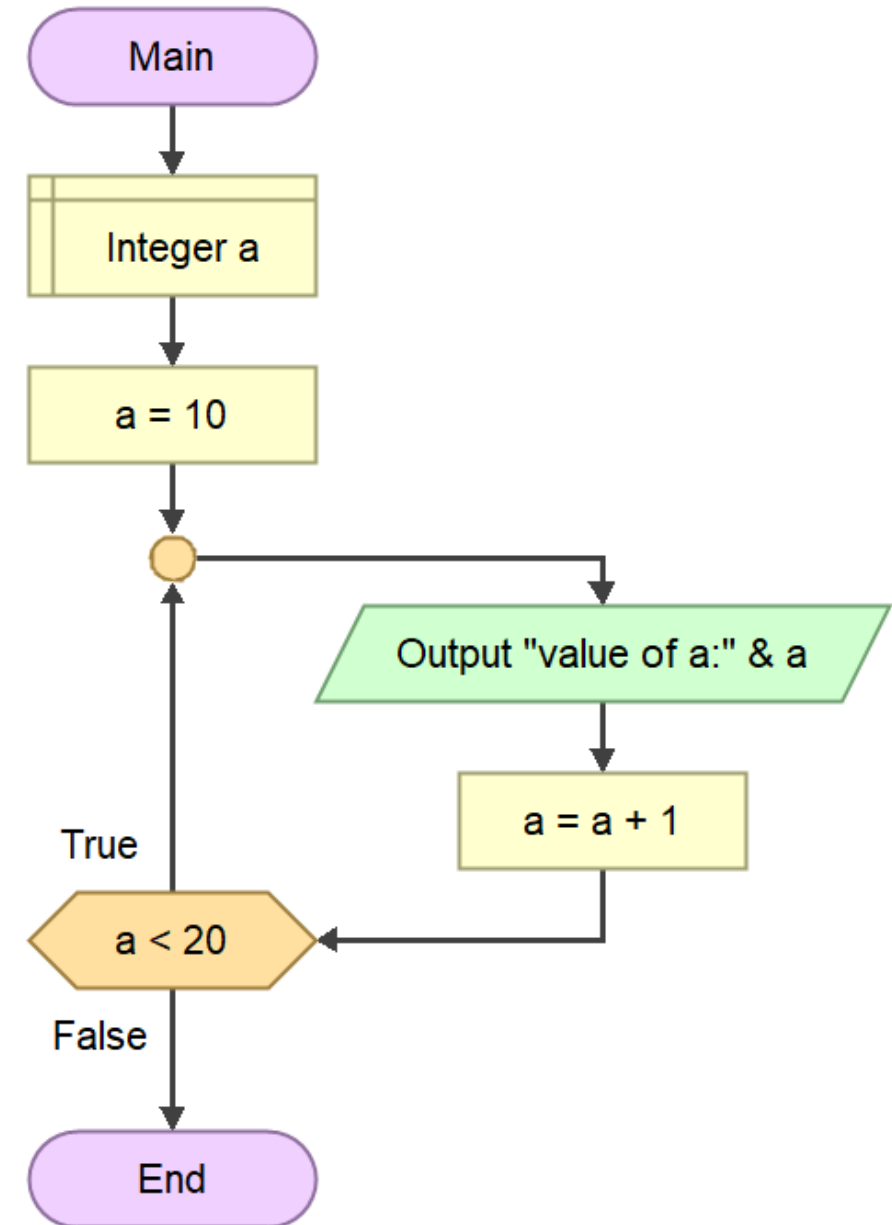 Main
Integer a
a = 10
Output "value of a:" & a
a = a + 1
True
a < 20
False
End